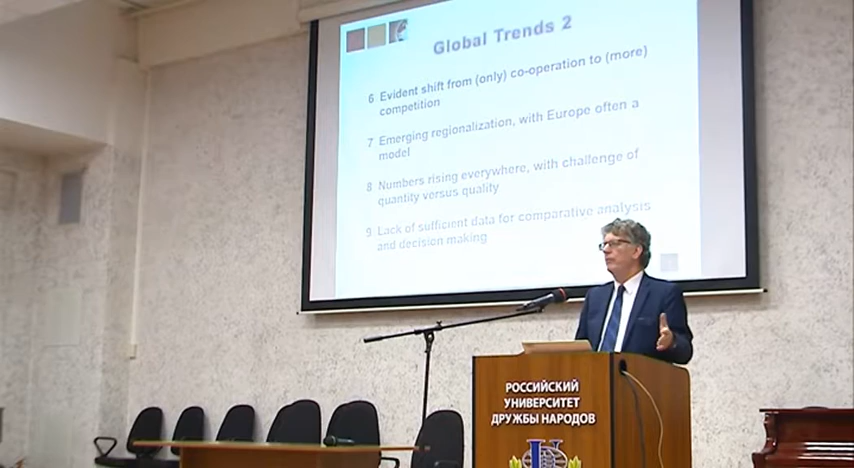 Global Trends 2
6 Evident shift from (only) co-operation to (more)
competition
7 Emerging regionalization, with Europe often a
model
8 Numbers rising everywhere, with challenge of
quantity versus quality
9 Lack of sufficient data for comparative analysis
and decision making
РОССИЙСКИЙ
УНИВЕРСИТЕТ
ДРУЖБЫ НАРОДОВ